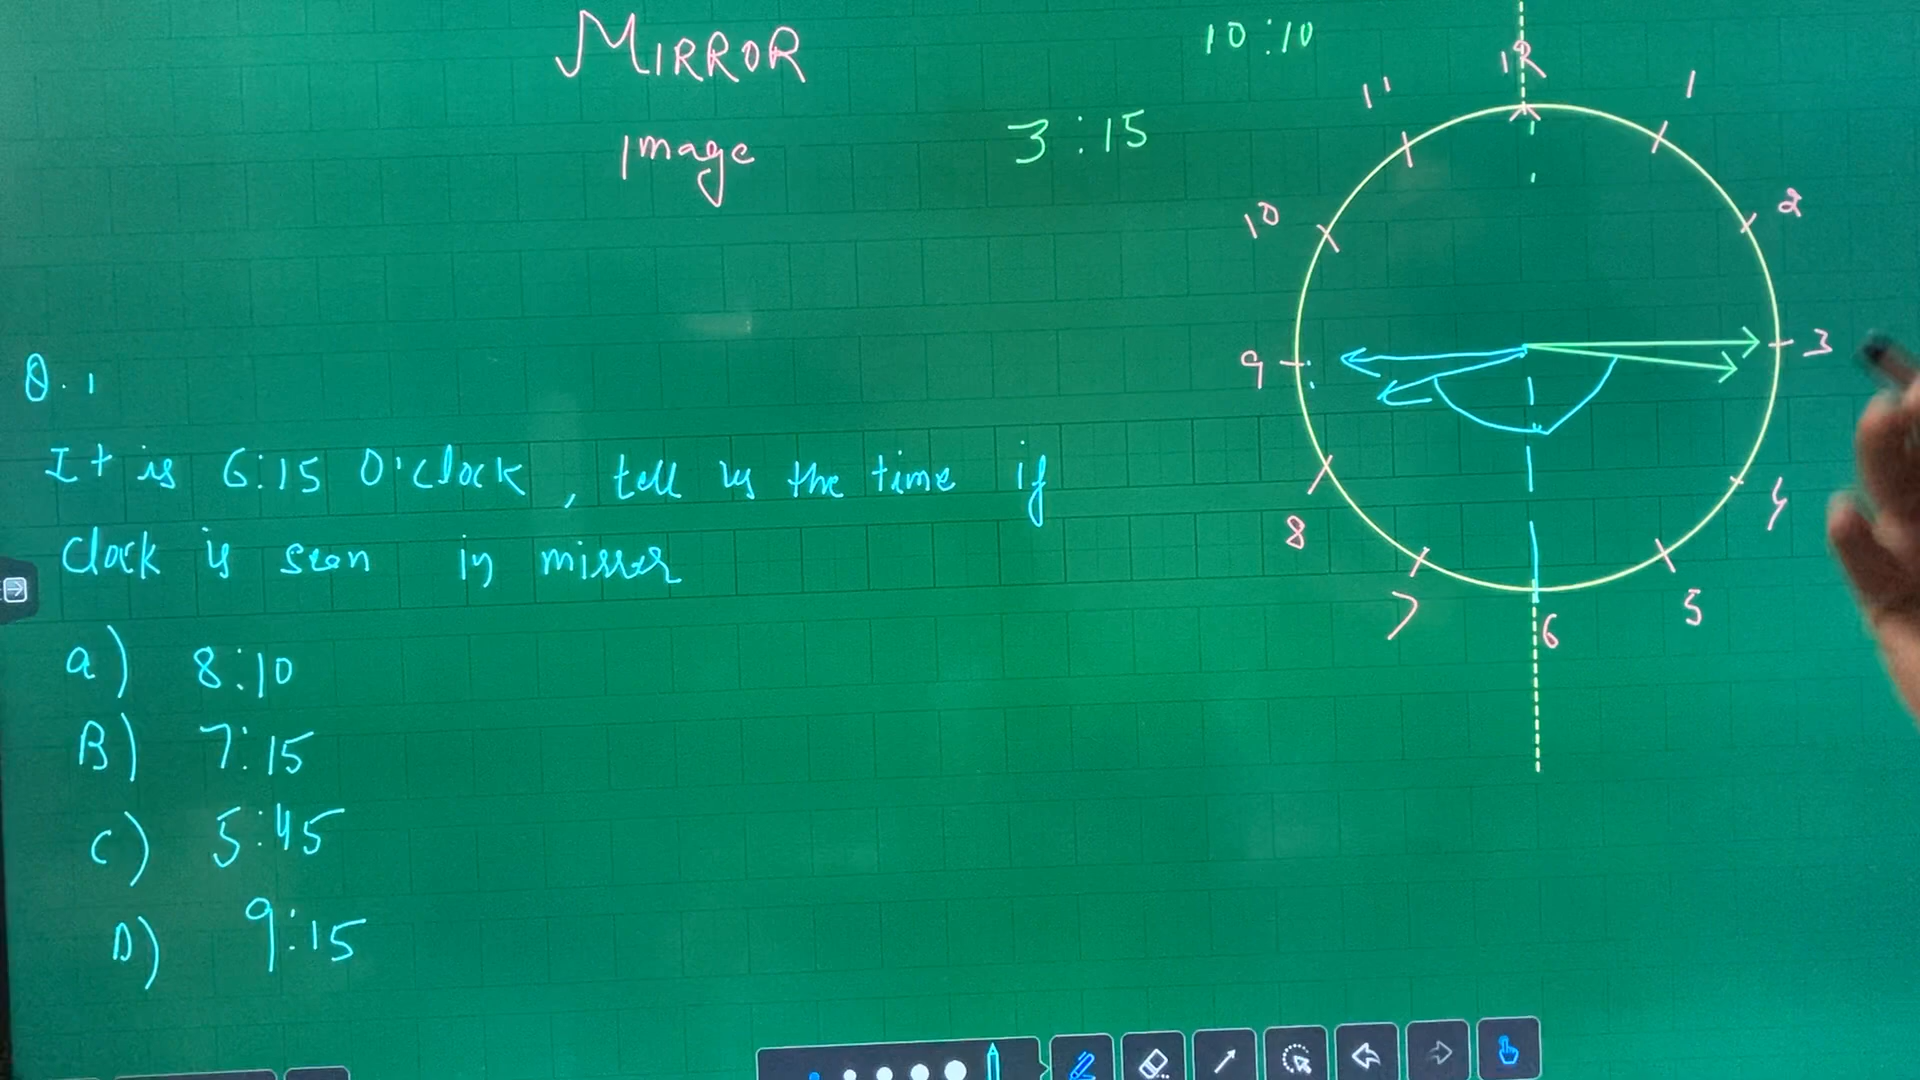 MIRROR
image
10:10
3:15
12
1
2
3
4
5
6
7
8
9
10
11
Q.1
It is 6:15 O'clock, tell us the time if
clock is seen in mirror
a) 8:10
B) 7:15
C) 5:45
D) 9:15